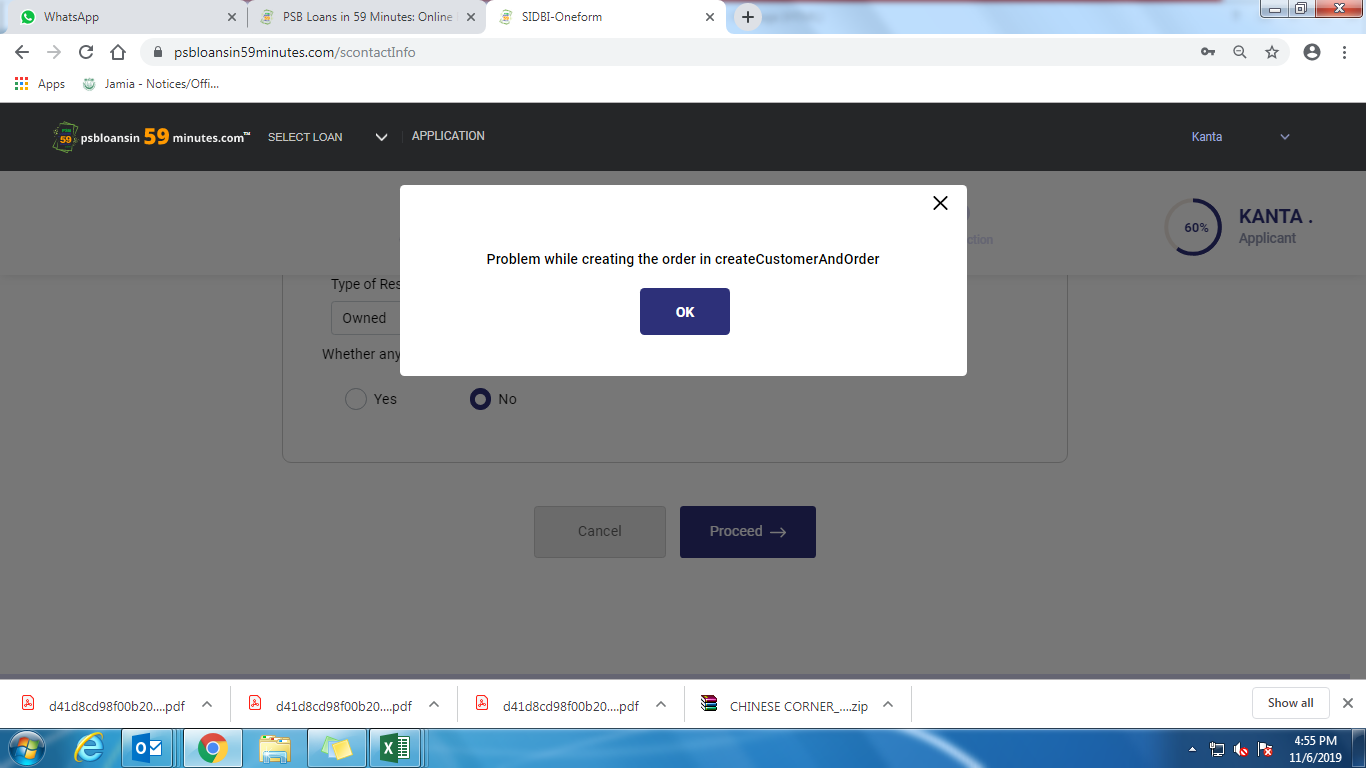 WhatsApp
PSB Loans in 59 Minutes: Online
SIDBI-Oneform
psbloansin59minutes.com/scontactInfo
Apps
Jamia - Notices/Offi...
PSB
59
psbloansin 59 minutes.com™
SELECT LOAN
APPLICATION
Kanta
60%
KANTA .
Applicant
ction
Problem while creating the order in createCustomerAndOrder
OK
Type of Res
Owned
Whether any
Yes
No
Cancel
Proceed
d41d8cd98f00b20....pdf
d41d8cd98f00b20....pdf
d41d8cd98f00b20....pdf
CHINESE CORNER_....zip
Show all
4:55 PM
11/6/2019